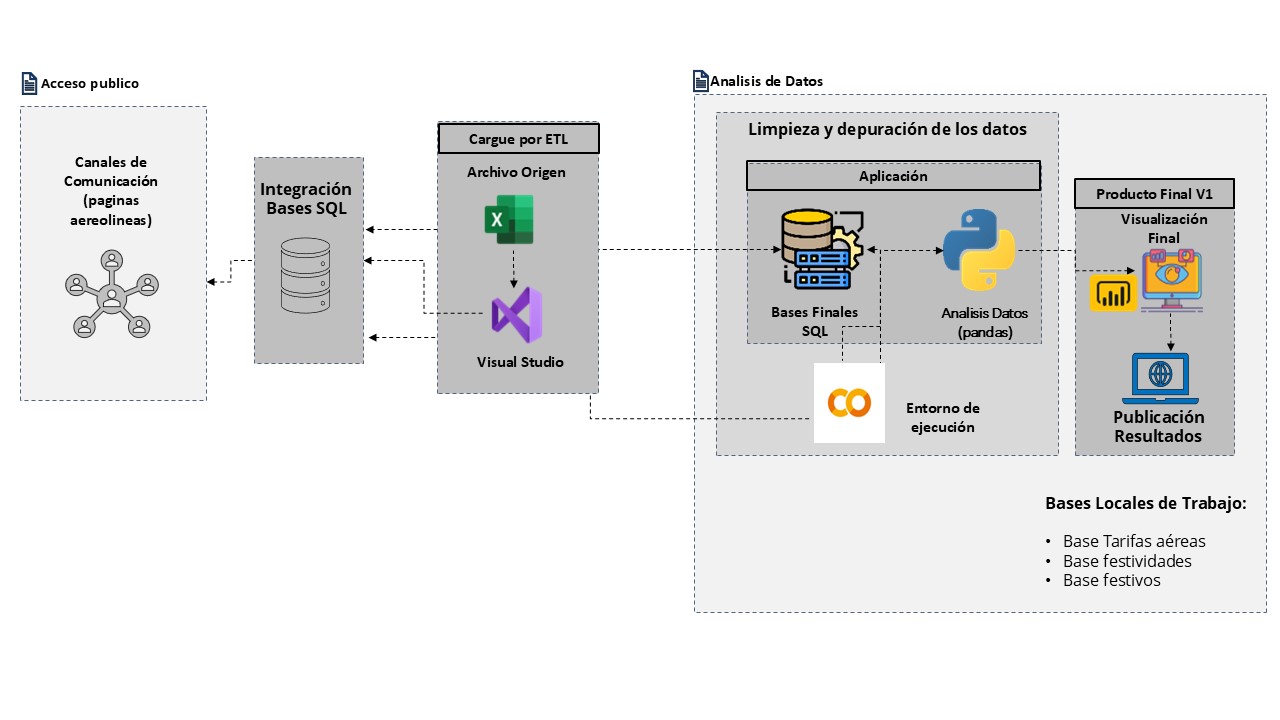 Acceso publico
Canales de
Comunicación
(paginas
aereolineas)
Integración
Bases SQL
Cargue por ETL
Archivo Origen
X
Visual Studio
Analisis de Datos
Limpieza y depuración de los datos
Aplicación
Bases Finales
SQL
Analisis Datos
(pandas)
Entorno de
ejecución
Producto Final V1
Visualización
Final
Publicación
Resultados
Bases Locales de Trabajo:
• Base Tarifas aéreas
• Base festividades
• Base festivos